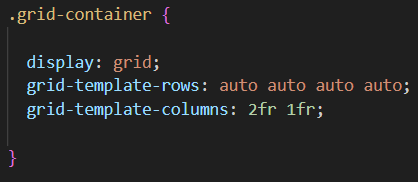 .grid-container {
display: grid;
grid-template-rows: auto auto auto auto;
grid-template-columns: 2fr 1fr;
}